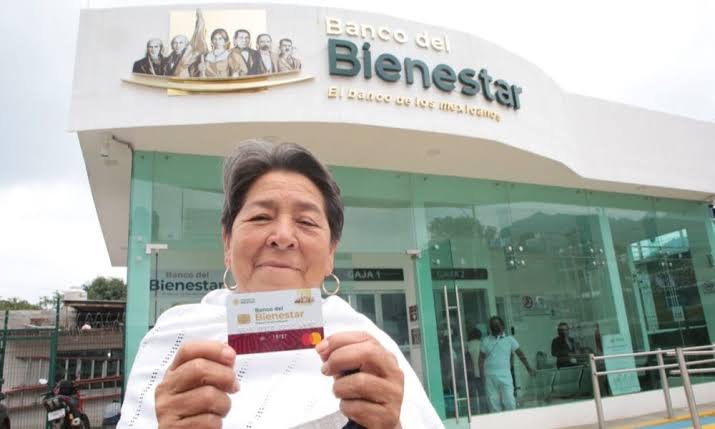 Banco del
Bienestar
El banco de los mexicanos
CAJA 1
CAJA 2
Banco del
Bienestar
Banco del
Bienestar